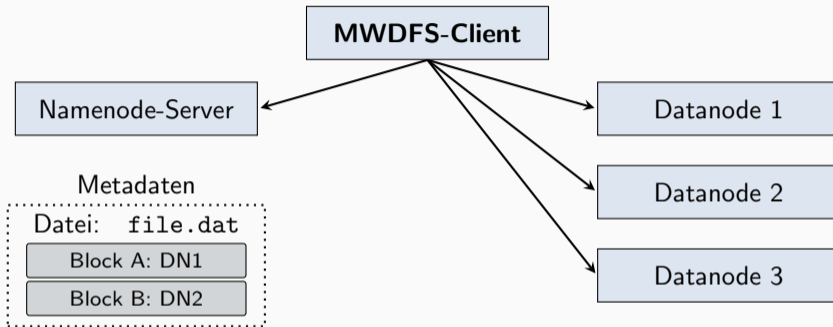 MWDFS-Client
Namenode-Server
Datanode 1
Metadaten
Datanode 2
Datei: file.dat
Block A: DN1
Block B: DN2
Datanode 3